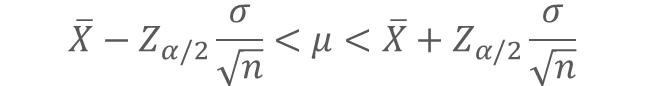 X̄ − Z_{α/2} σ/√n < μ < X̄ + Z_{α/2} σ/√n